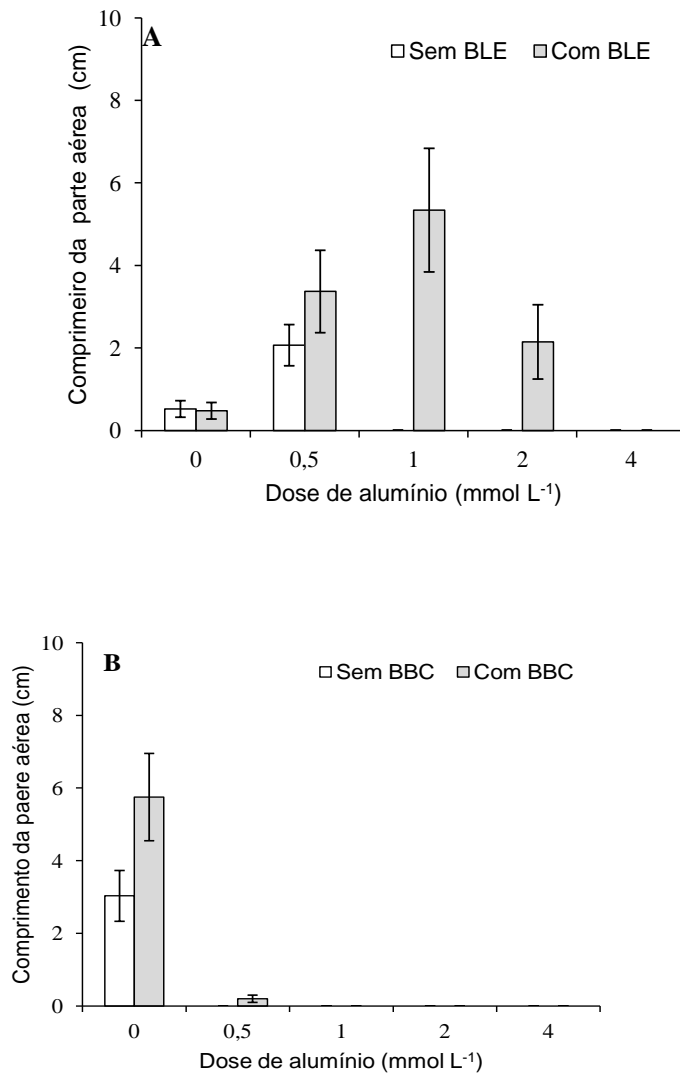 A
Sem BLE Com BLE
Comprimeiro da parte aérea (cm)
10
8
6
4
2
0
0 0,5 1 2 4
Dose de alumínio (mmol L⁻¹)
B
Sem BBC Com BBC
Comprimento da paere aérea (cm)
10
8
6
4
2
0
0 0,5 1 2 4
Dose de alumínio (mmol L⁻¹)